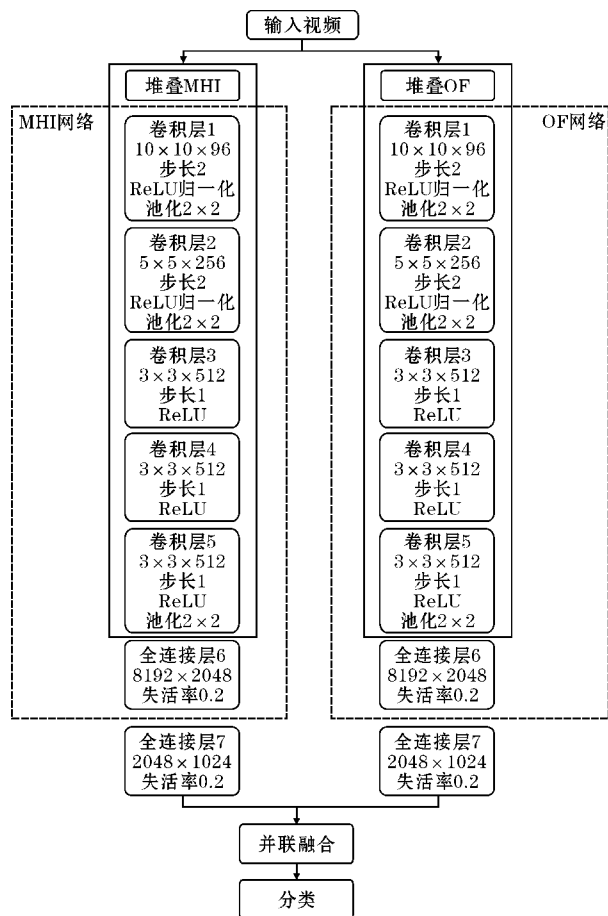 输入视频
堆叠MHI
MHI网络
卷积层1
10×10×96
步长2
ReLU归一化
池化2×2
卷积层2
5×5×256
步长2
ReLU归一化
池化2×2
卷积层3
3×3×512
步长1
ReLU
卷积层4
3×3×512
步长1
ReLU
卷积层5
3×3×512
步长1
ReLU
池化2×2
全连接层6
8192×2048
失活率0.2
全连接层7
2048×1024
失活率0.2
堆叠OF
OF网络
卷积层1
10×10×96
步长2
ReLU归一化
池化2×2
卷积层2
5×5×256
步长2
ReLU归一化
池化2×2
卷积层3
3×3×512
步长1
ReLU
卷积层4
3×3×512
步长1
ReLU
卷积层5
3×3×512
步长1
ReLU
池化2×2
全连接层6
8192×2048
失活率0.2
全连接层7
2048×1024
失活率0.2
并联融合
分类